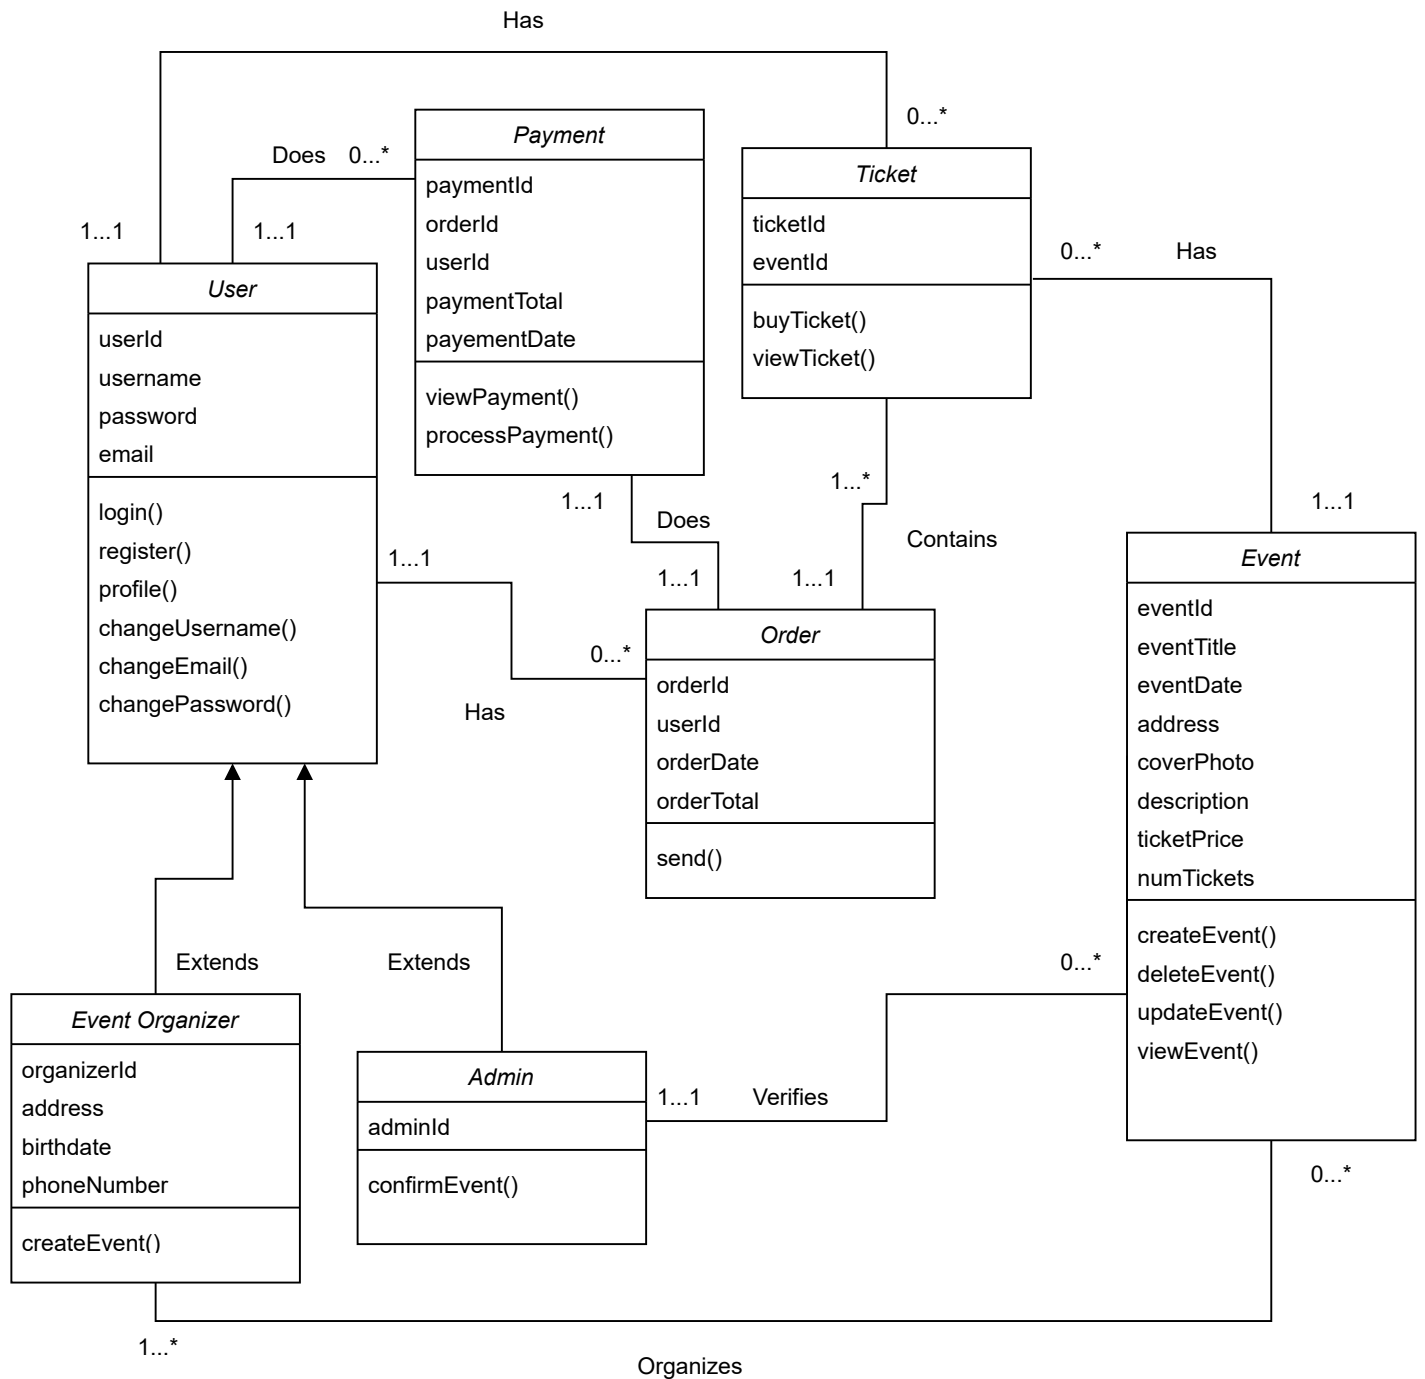 Has
0...*
Payment
Does 0...*
paymentId
orderId
userId
paymentTotal
payementDate
viewPayment()
processPayment()
Ticket
ticketId
eventId
buyTicket()
viewTicket()
0...* Has
1...1
1...1
User
userId
username
password
email
login()
register()
profile()
changeUsername()
changeEmail()
changePassword()
1...1
Does
1...1
1...*
Contains
1...1
1...1
0...*
Has
Order
orderId
userId
orderDate
orderTotal
send()
1...1
Event
eventId
eventTitle
eventDate
address
coverPhoto
description
ticketPrice
numTickets
createEvent()
deleteEvent()
updateEvent()
viewEvent()
0...*
Extends
Extends
Event Organizer
organizerId
address
birthdate
phoneNumber
createEvent()
Admin
adminId
confirmEvent()
1...1 Verifies
0...*
1...*
Organizes